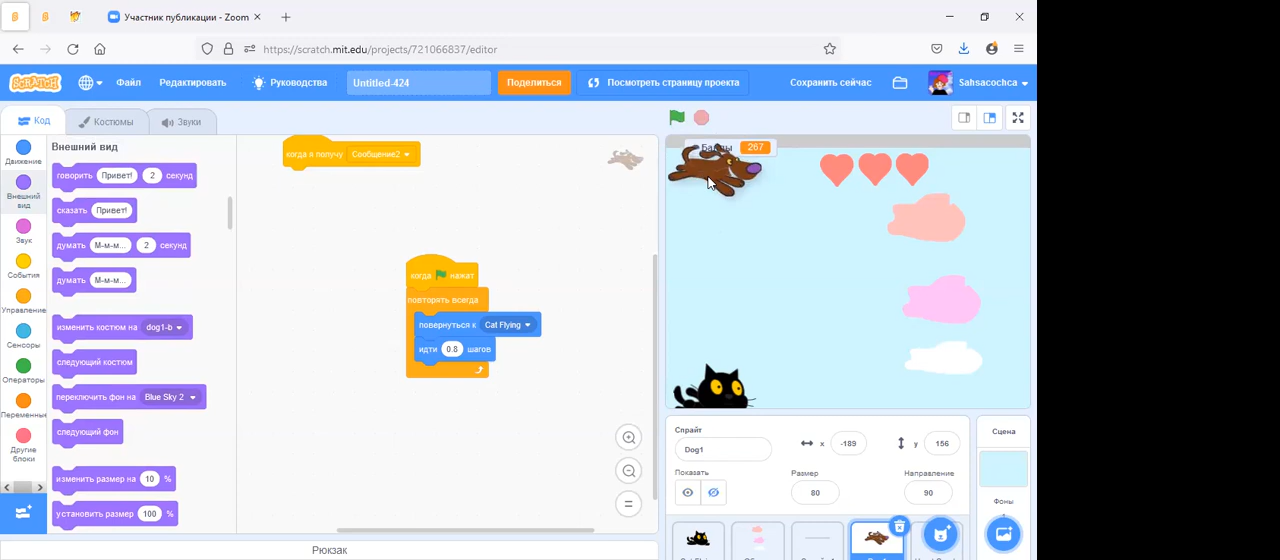 Участник публикации - Zoom
https://scratch.mit.edu/projects/721066837/editor
SCRATCH
Файл
Редактировать
Руководства
Untitled-424
Поделиться
Посмотреть страницу проекта
Сохранить сейчас
Sahsacochca
Код
Костюмы
Звуки
Движение
Внешний вид
Звук
События
Управление
Сенсоры
Операторы
Переменные
Другие блоки
Внешний вид
говорить Привет! 2 секунд
сказать Привет!
думать М-м-м... 2 секунд
думать М-м-м...
изменить костюм на dog1-b
следующий костюм
переключить фон на Blue Sky 2
следующий фон
изменить размер на 10 %
установить размер 100 %
когда я получу Сообщение2
когда нажат
повторять всегда
повернуться к Cat Flying
идти 0.8 шагов
Рюкзак
267
Спрайт
Dog1
x -189
y 156
Показать
Размер
80
Направление
90
Сцена
Фоны